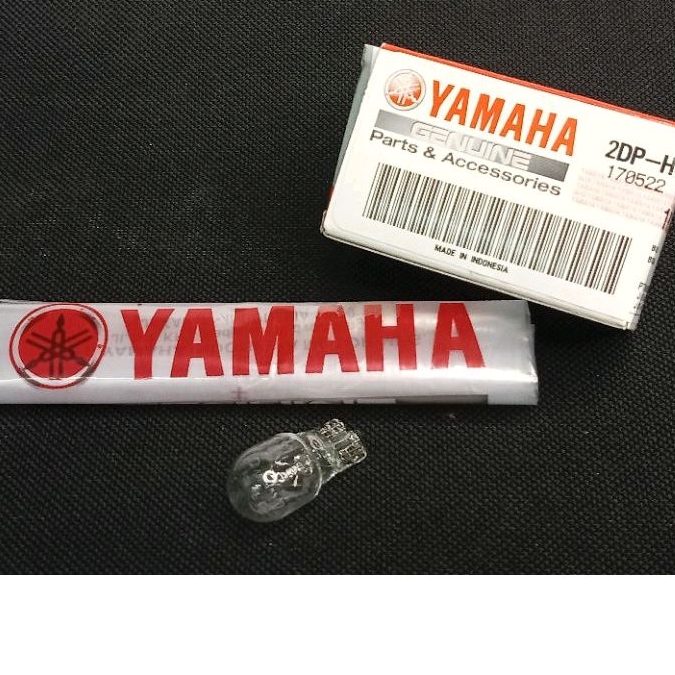 YAMAHA
GENUINE
Parts & Accessories
2DP-H
170522
MADE IN INDONESIA
YAMAHA